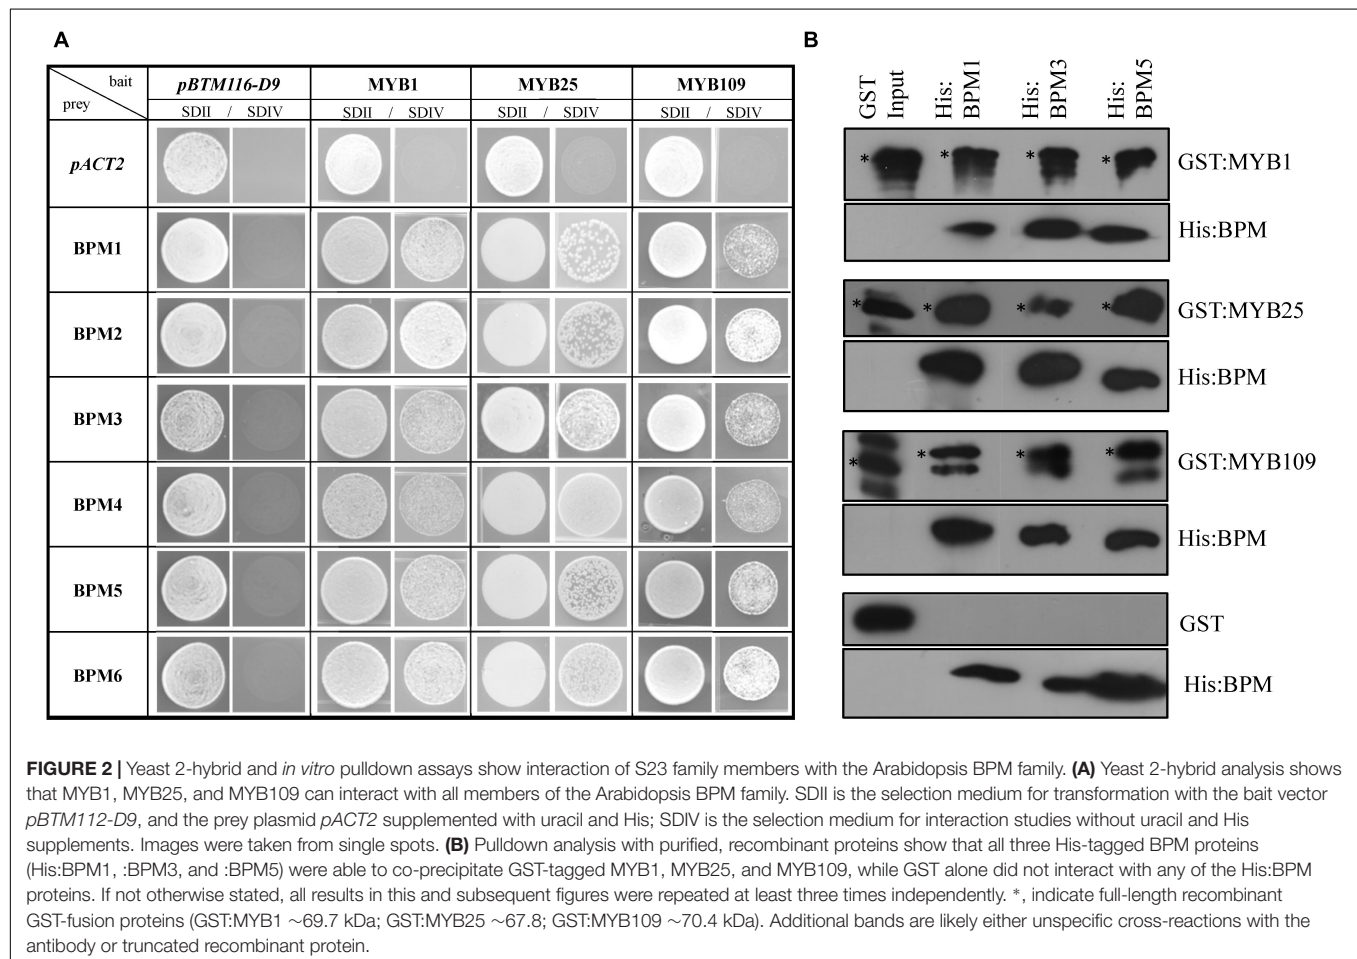 A
bait
prey
pBTM116-D9 MYB1 MYB25 MYB109
SDII / SDIV SDII / SDIV SDII / SDIV SDII / SDIV
pACT2
BPM1
BPM2
BPM3
BPM4
BPM5
BPM6
B
GST
Input
His:
BPM1
His:
BPM3
His:
BPM5
* * * * GST:MYB1
His:BPM
* * * * GST:MYB25
His:BPM
* * * * GST:MYB109
His:BPM
GST
His:BPM
FIGURE 2 | Yeast 2-hybrid and in vitro pulldown assays show interaction of S23 family members with the Arabidopsis BPM family. (A) Yeast 2-hybrid analysis shows
that MYB1, MYB25, and MYB109 can interact with all members of the Arabidopsis BPM family. SDII is the selection medium for transformation with the bait vector
pBTM112-D9, and the prey plasmid pACT2 supplemented with uracil and His; SDIV is the selection medium for interaction studies without uracil and His
supplements. Images were taken from single spots. (B) Pulldown analysis with purified, recombinant proteins show that all three His-tagged BPM proteins
(His:BPM1, :BPM3, and :BPM5) were able to co-precipitate GST-tagged MYB1, MYB25, and MYB109, while GST alone did not interact with any of the His:BPM
proteins. If not otherwise stated, all results in this and subsequent figures were repeated at least three times independently. *, indicate full-length recombinant
GST-fusion proteins (GST:MYB1 ∼69.7 kDa; GST:MYB25 ∼67.8; GST:MYB109 ∼70.4 kDa). Additional bands are likely either unspecific cross-reactions with the
antibody or truncated recombinant protein.